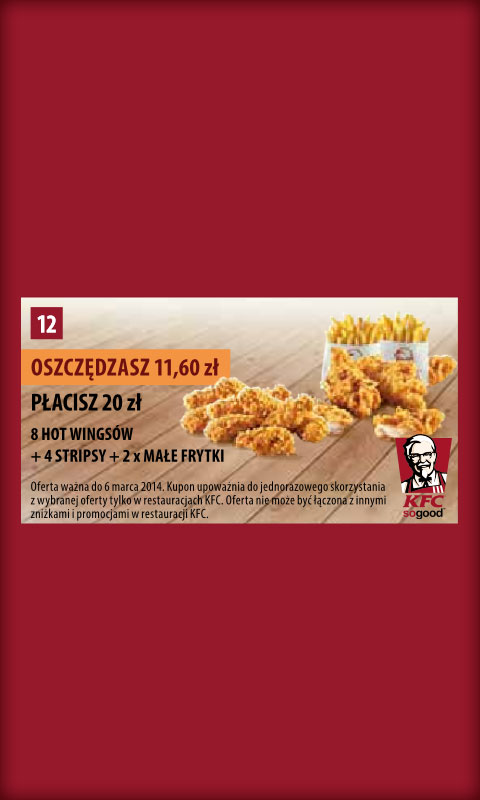 12
OSZCZĘDZASZ 11,60 zł
PŁACISZ 20 zł
8 HOT WINGSÓW
+ 4 STRIPSY + 2 x MAŁE FRYTKI
Oferta ważna do 6 marca 2014. Kupon upoważnia do jednorazowego skorzystania
z wybranej oferty tylko w restauracjach KFC. Oferta nie może być łączona z innymi
zniżkami i promocjami w restauracji KFC.
KFC
sogood